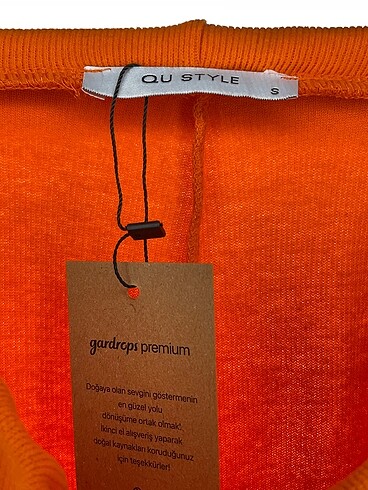 QU STYLE
S
gardrops premium
Doğaya olan sevgini göstermenin
en güzel yolu
dönüşüme ortak olmak!
İkinci el alışveriş yaparak
doğal kaynakları koruduğunuz
için teşekkürler!